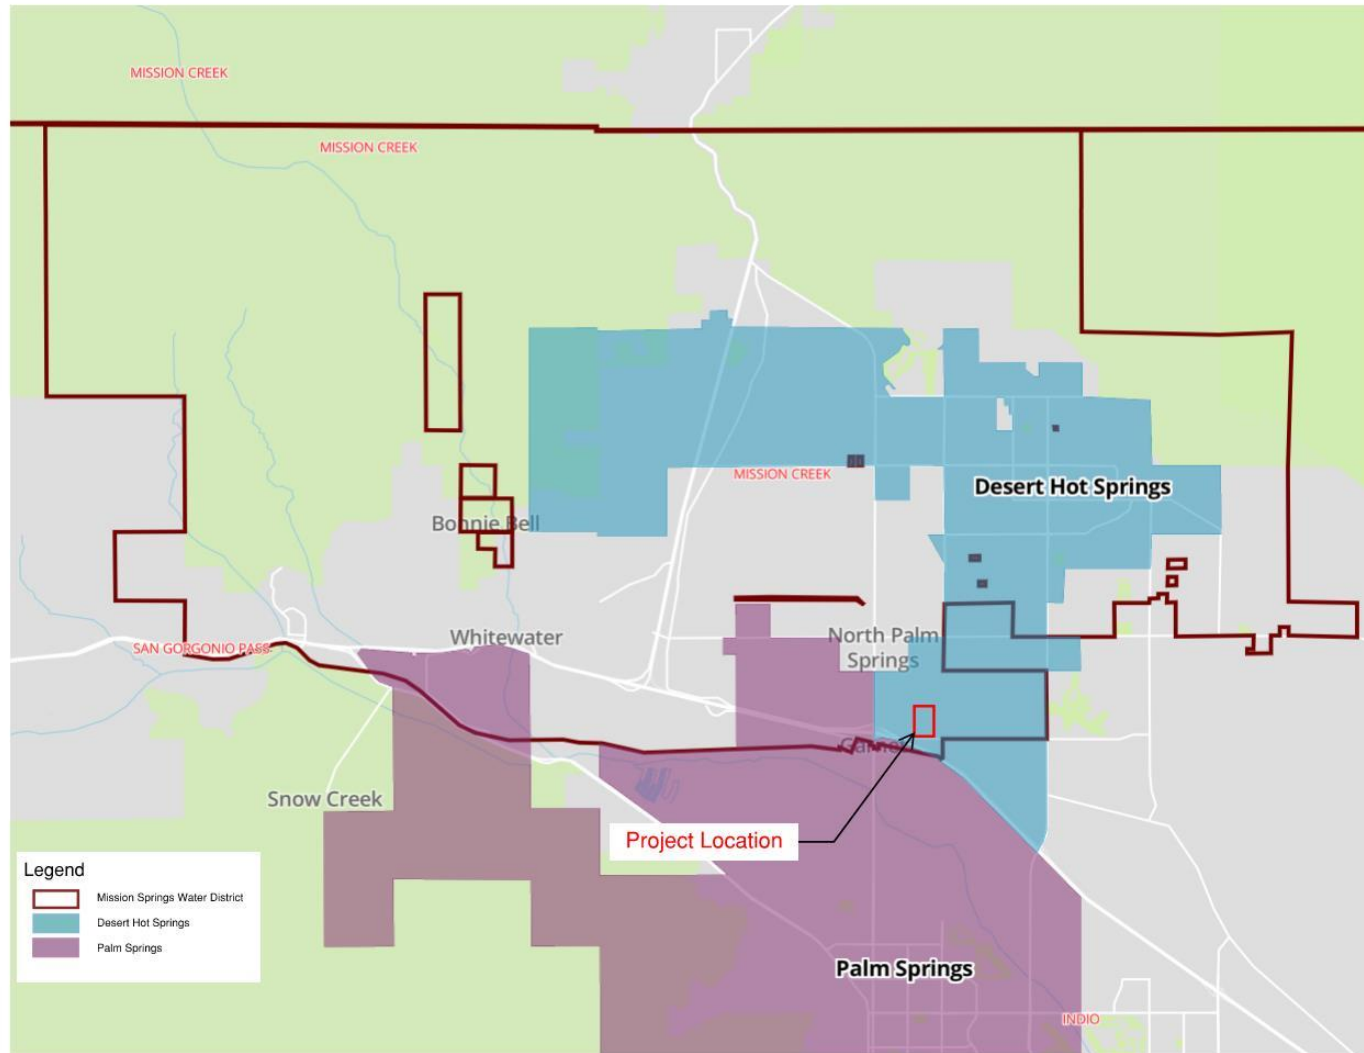 MISSION CREEK
MISSION CREEK
MISSION CREEK
Desert Hot Springs
Bonnie Bell
Whitewater
North Palm
Springs
SAN GORGONIO PASS
Snow Creek
Project Location
Legend
Mission Springs Water District
Desert Hot Springs
Palm Springs
Palm Springs
INDIO